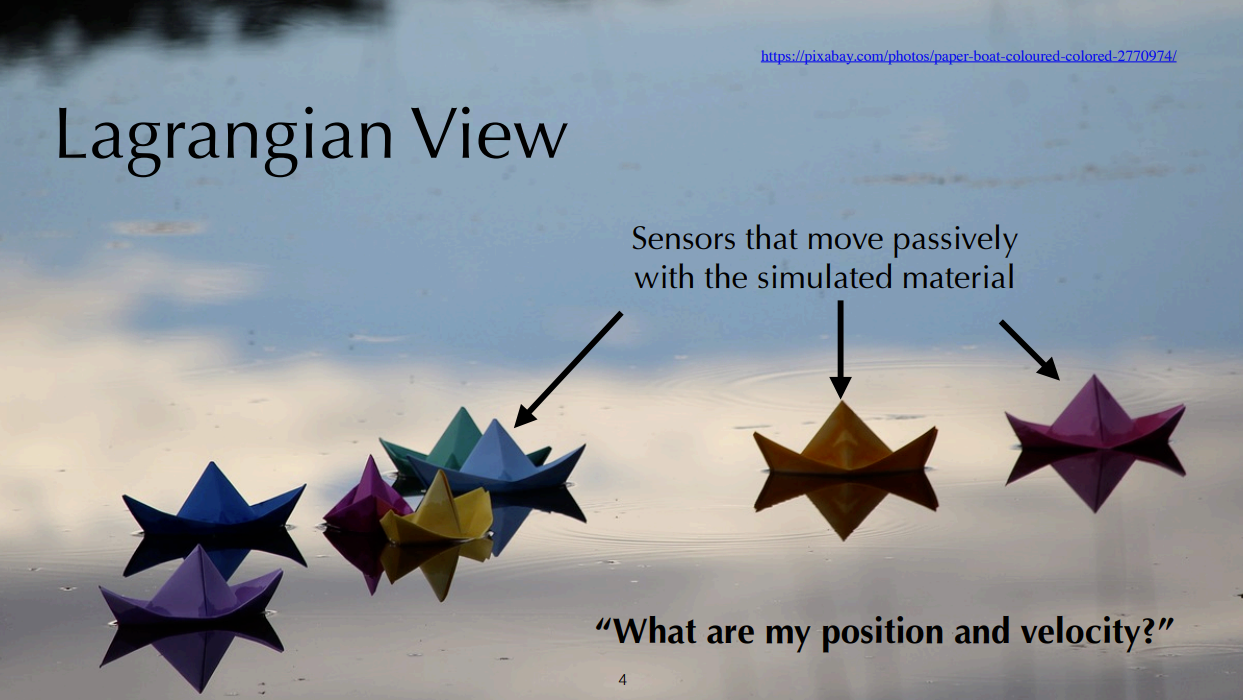 https://pixabay.com/photos/paper-boat-coloured-colored-2770974/
Lagrangian View
Sensors that move passively
with the simulated material
“What are my position and velocity?”
4